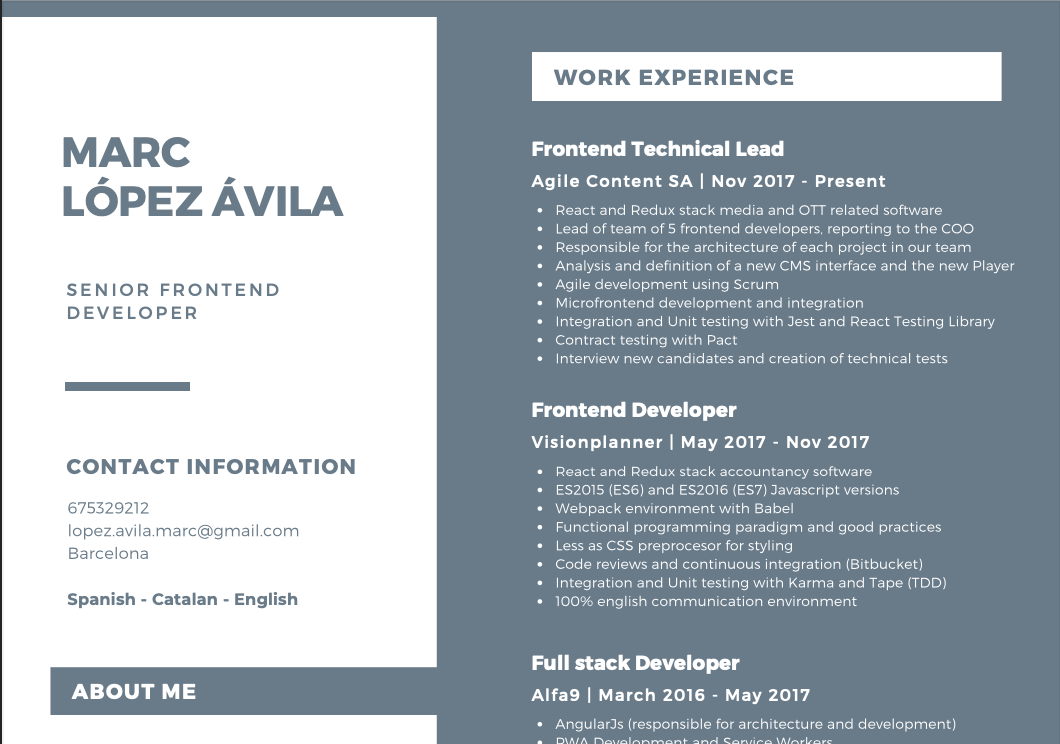 MARC
LÓPEZ ÁVILA
SENIOR FRONTEND
DEVELOPER
CONTACT INFORMATION
675329212
lopez.avila.marc@gmail.com
Barcelona
Spanish - Catalan - English
ABOUT ME
WORK EXPERIENCE
Frontend Technical Lead
Agile Content SA | Nov 2017 - Present
• React and Redux stack media and OTT related software
• Lead of team of 5 frontend developers, reporting to the COO
• Responsible for the architecture of each project in our team
• Analysis and definition of a new CMS interface and the new Player
• Agile development using Scrum
• Microfrontend development and integration
• Integration and Unit testing with Jest and React Testing Library
• Contract testing with Pact
• Interview new candidates and creation of technical tests
Frontend Developer
Visionplanner | May 2017 - Nov 2017
• React and Redux stack accountancy software
• ES2015 (ES6) and ES2016 (ES7) Javascript versions
• Webpack environment with Babel
• Functional programming paradigm and good practices
• Less as CSS preprocesor for styling
• Code reviews and continuous integration (Bitbucket)
• Integration and Unit testing with Karma and Tape (TDD)
• 100% english communication environment
Full stack Developer
Alfa9 | March 2016 - May 2017
• AngularJs (responsible for architecture and development)
• PWA Development and Service Workers